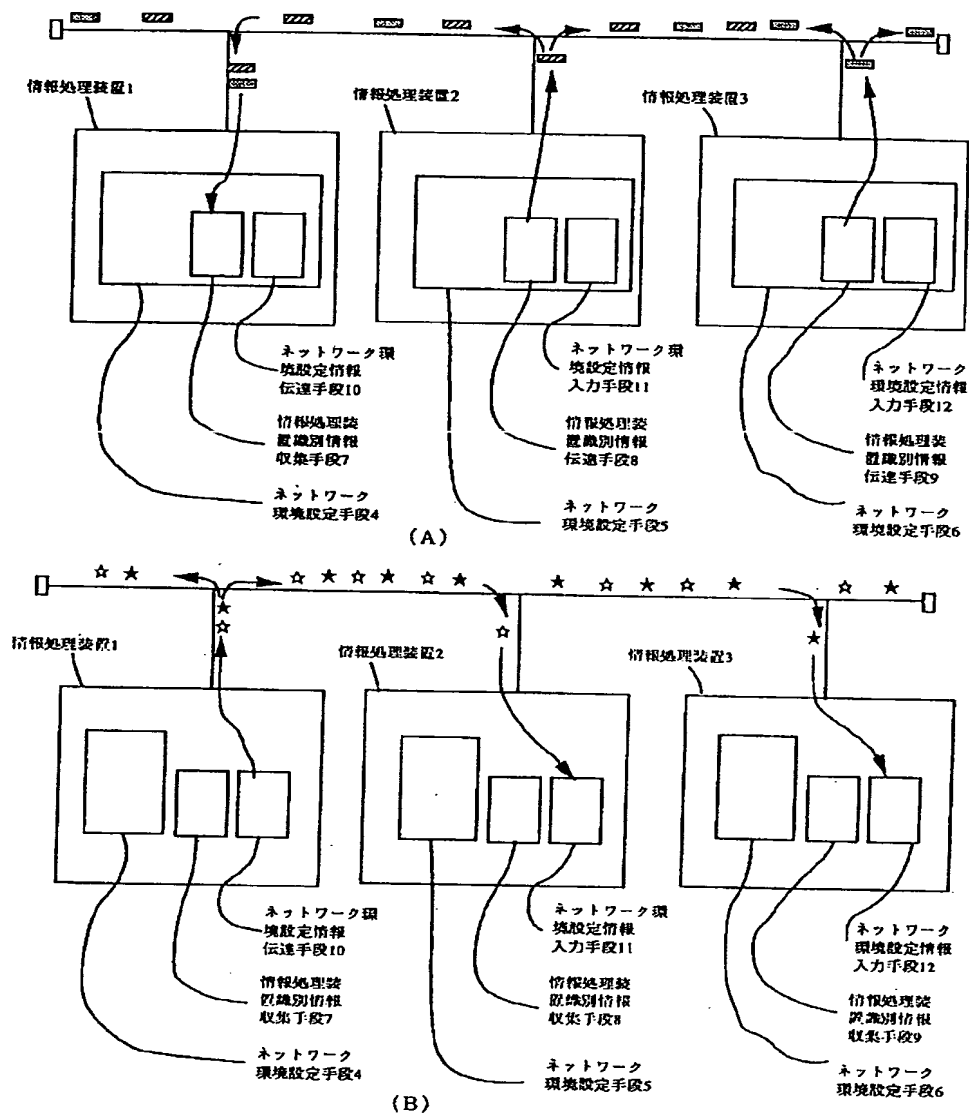 情報処理装置1
情報処理装置2
情報処理装置3
ネットワーク環
境設定情報
伝達手段10
情報処理装
置識別情報
収集手段7
ネットワーク
環境設定手段4
ネットワーク環
境設定情報
入力手段11
情報処理装
置識別情報
伝達手段8
ネットワーク
環境設定手段5
ネットワーク
環境設定情報
入力手段12
情報処理装
置識別情報
伝達手段9
ネットワーク
環境設定手段6
(A)
情報処理装置1
情報処理装置2
情報処理装置3
ネットワーク環
境設定情報
伝達手段10
情報処理装
置識別情報
収集手段7
ネットワーク
環境設定手段4
ネットワーク環
境設定情報
入力手段11
情報処理装
置識別情報
収集手段8
ネットワーク
環境設定手段5
ネットワーク
環境設定情報
入力手段12
情報処理装
置識別情報
収集手段9
ネットワーク
環境設定手段6
(B)